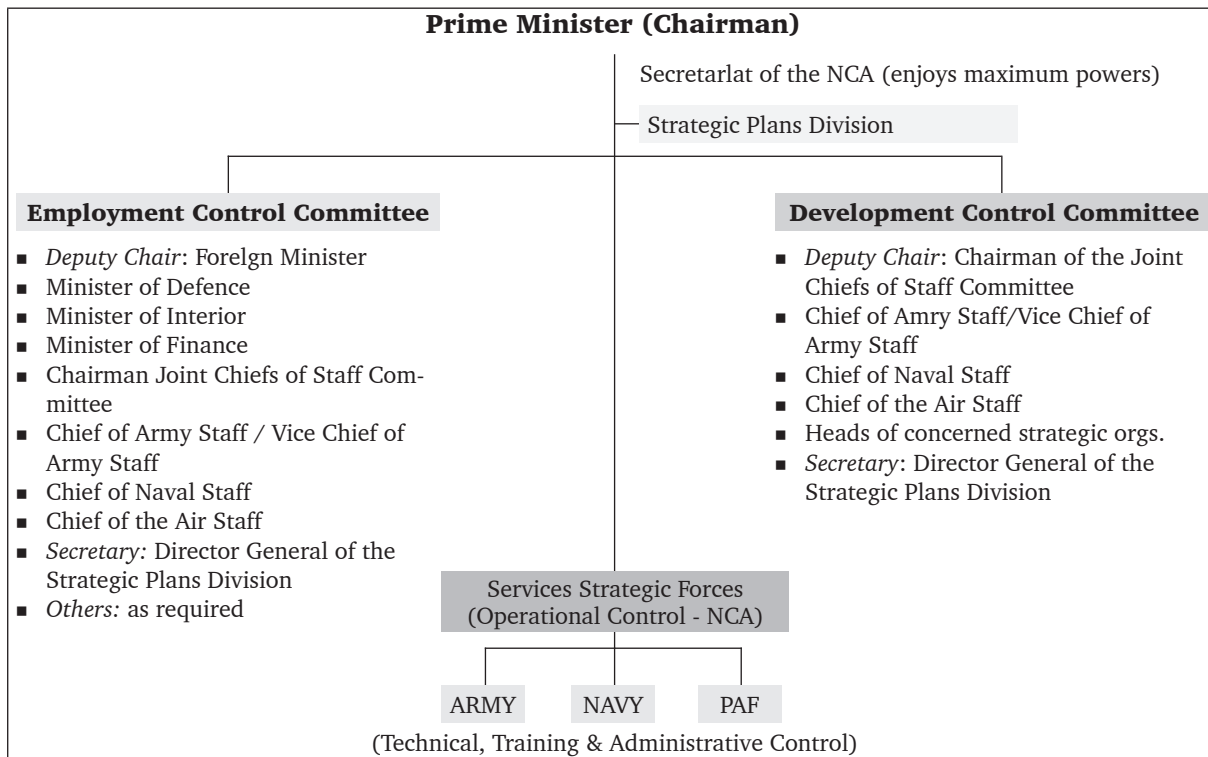 Prime Minister (Chairman)
Secretarlat of the NCA (enjoys maximum powers)
Strategic Plans Division
Employment Control Committee
▪ Deputy Chair: Forelgn Minister
▪ Minister of Defence
▪ Minister of Interior
▪ Minister of Finance
▪ Chairman Joint Chiefs of Staff Com-
mittee
▪ Chief of Army Staff / Vice Chief of
Army Staff
▪ Chief of Naval Staff
▪ Chief of the Air Staff
▪ Secretary: Director General of the
Strategic Plans Division
▪ Others: as required
Development Control Committee
▪ Deputy Chair: Chairman of the Joint
Chiefs of Staff Committee
▪ Chief of Amry Staff/Vice Chief of
Army Staff
▪ Chief of Naval Staff
▪ Chief of the Air Staff
▪ Heads of concerned strategic orgs.
▪ Secretary: Director General of the
Strategic Plans Division
Services Strategic Forces
(Operational Control - NCA)
ARMY NAVY PAF
(Technical, Training & Administrative Control)